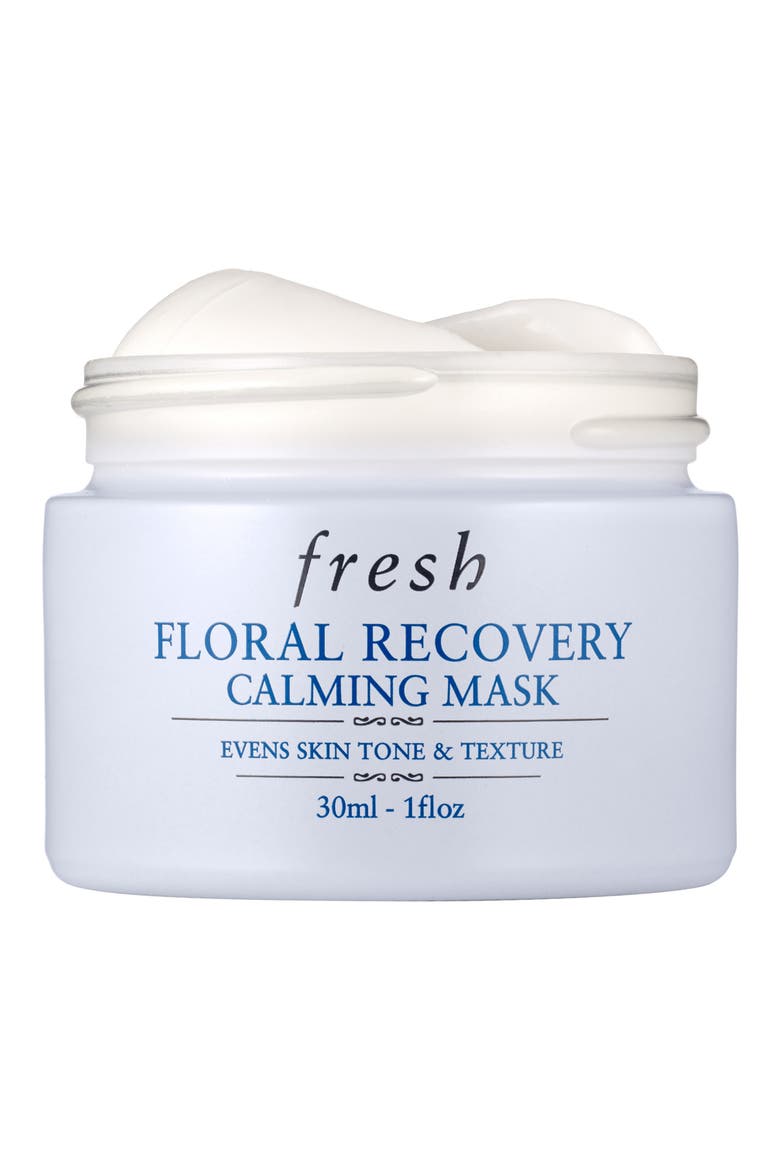 fresh
FLORAL RECOVERY
CALMING MASK
EVENS SKIN TONE & TEXTURE
30ml - 1floz